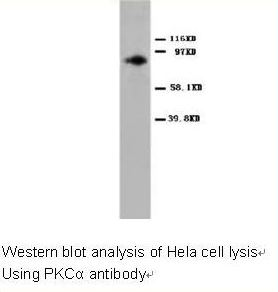 116KD
97KD
58.1KD
39.8KD
Western blot analysis of Hela cell lysis↵
Using PKCα antibody↵